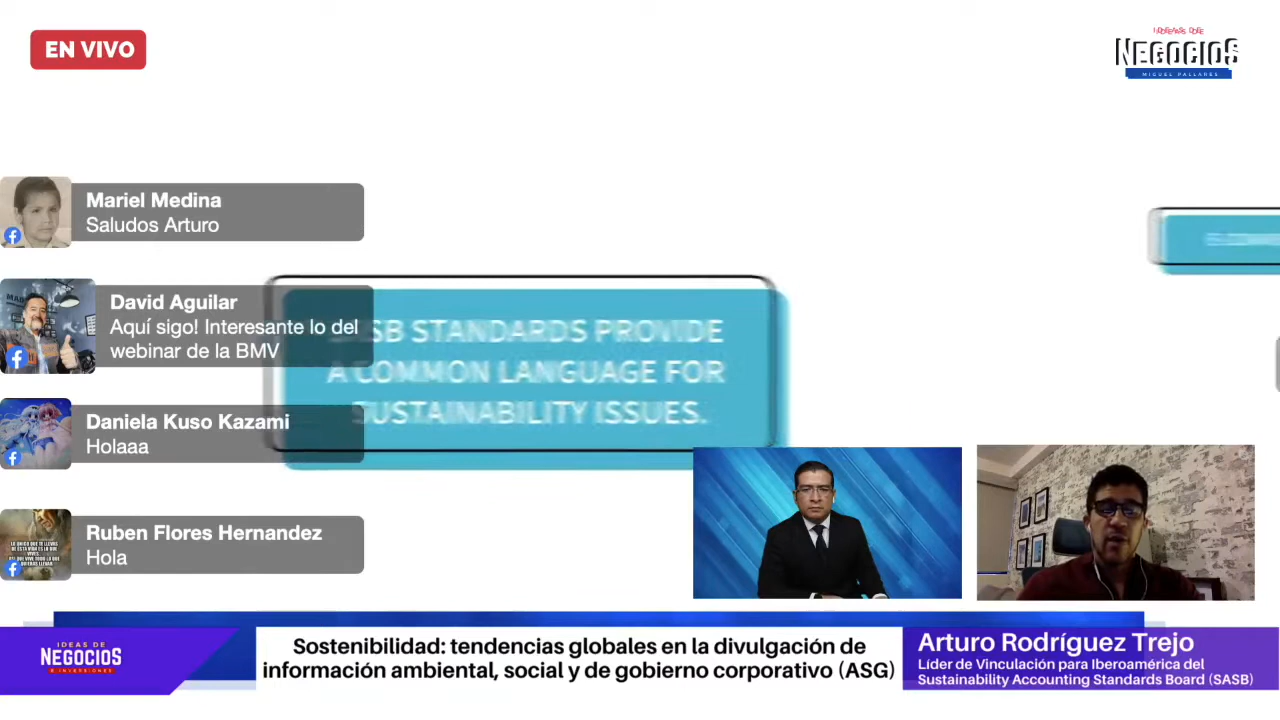 EN VIVO
NEGOCIOS
MIGUEL PALLARES
Mariel Medina
Saludos Arturo
David Aguilar
Aquí sigo! Interesante lo del
webinar de la BMV
SASB STANDARDS PROVIDE
A COMMON LANGUAGE FOR
SUSTAINABILITY ISSUES.
Daniela Kuso Kazami
Holaaa
Ruben Flores Hernandez
Hola
IDEAS DE
NEGOCIOS
E INVERSIONES
Sostenibilidad: tendencias globales en la divulgación de
información ambiental, social y de gobierno corporativo (ASG)
Arturo Rodríguez Trejo
Líder de Vinculación para Iberoamérica del
Sustainability Accounting Standards Board (SASB)